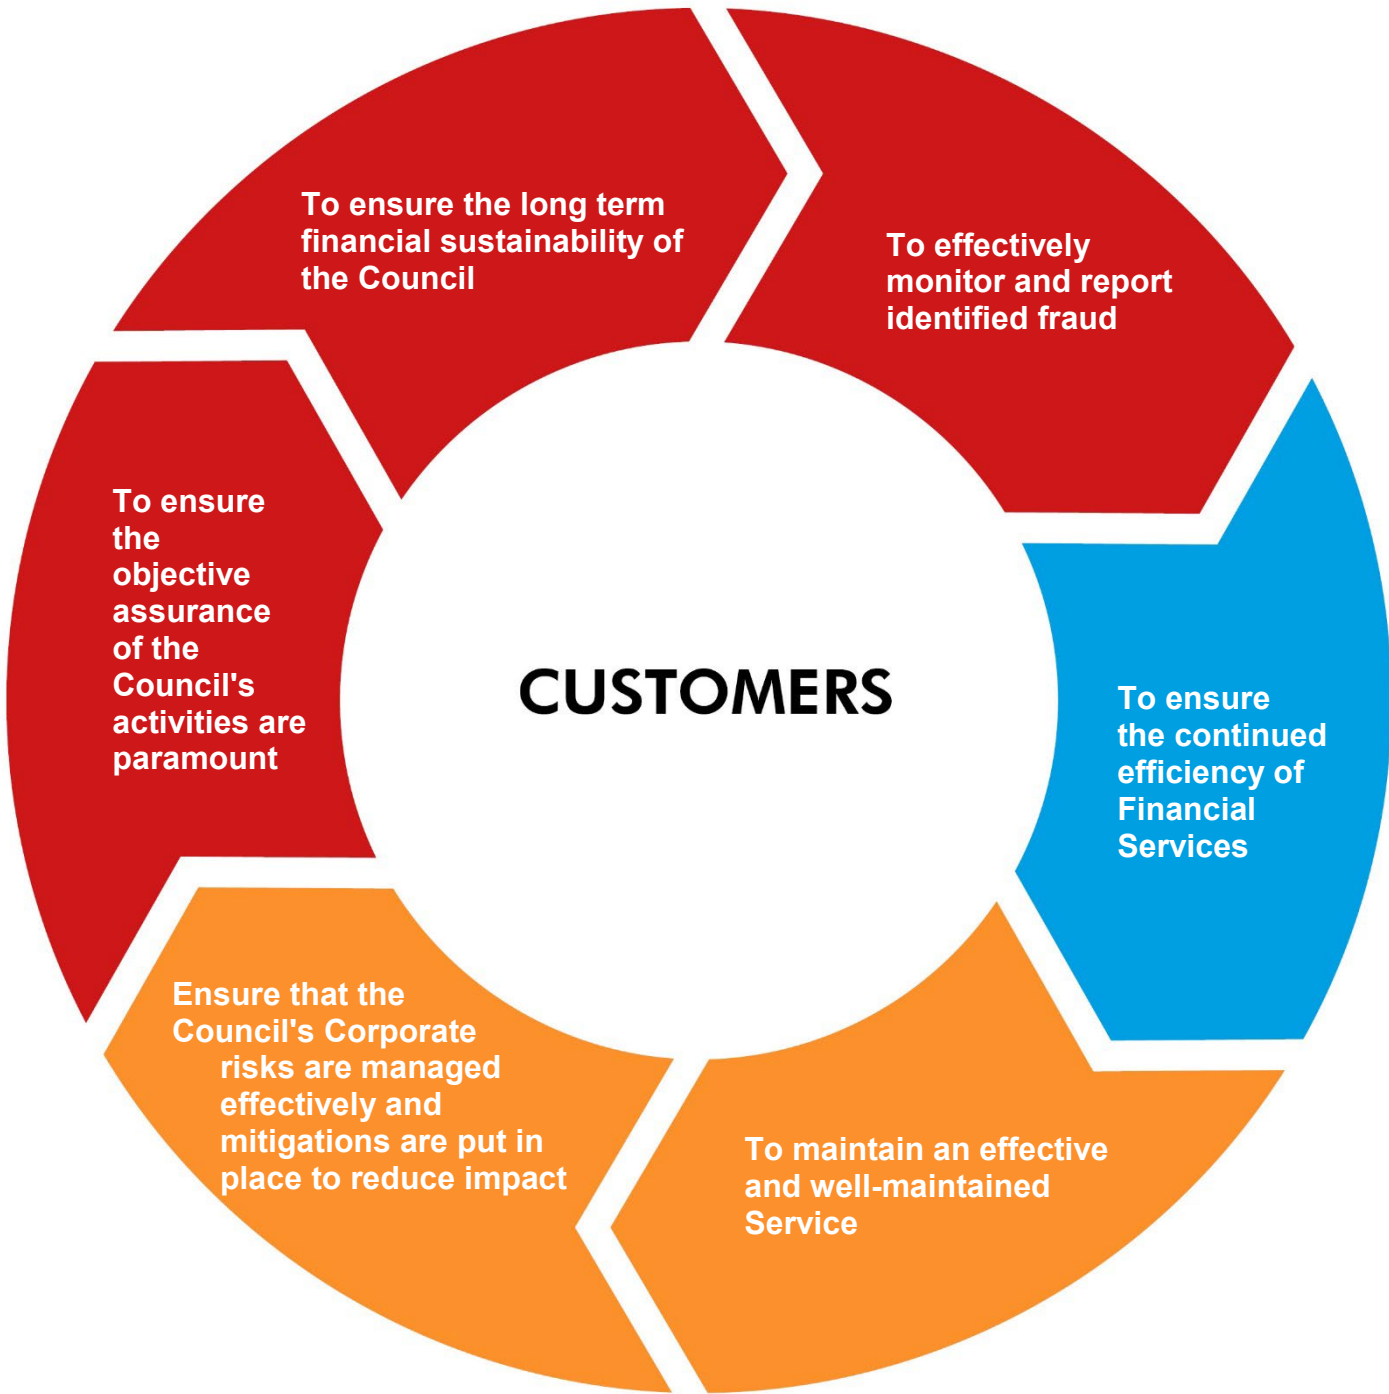 To ensure the long term
financial sustainability of
the Council
To effectively
monitor and report
identified fraud
To ensure
the
objective
assurance
of the
Council's
activities are
paramount
CUSTOMERS
To ensure
the continued
efficiency of
Financial
Services
Ensure that the
Council's Corporate
risks are managed
effectively and
mitigations are put in
place to reduce impact
To maintain an effective
and well-maintained
Service